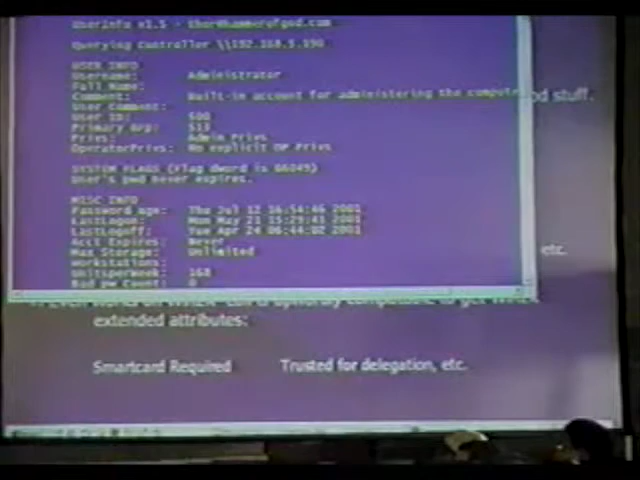 UserInfo v1.5 - thor@hammerofgod.com
Querying Controller \\192.168.5.190
USER INFO
Username: Administrator
Full Name:
Comment: Built-in account for administering the comput
od stuff.
User Comment:
User ID: 500
Primary Grp: 513
Privs: Admin Privs
OperatorPrivs: No explicit OP Privs
SYSTEM FLAGS (Flag dword is 66049)
User's pwd never expires.
MISC INFO
Password age: Thu Jul 12 16:54:46 2001
LastLogon: Mon May 21 15:29:41 2001
LastLogoff: Tue Apr 24 06:44:02 2001
Acct Expires: Never
Max Storage: Unlimited
etc.
Workstations:
UnitsperWeek: 168
Bad pw Count: 0
extended attributes:
Smartcard Required Trusted for delegation, etc.